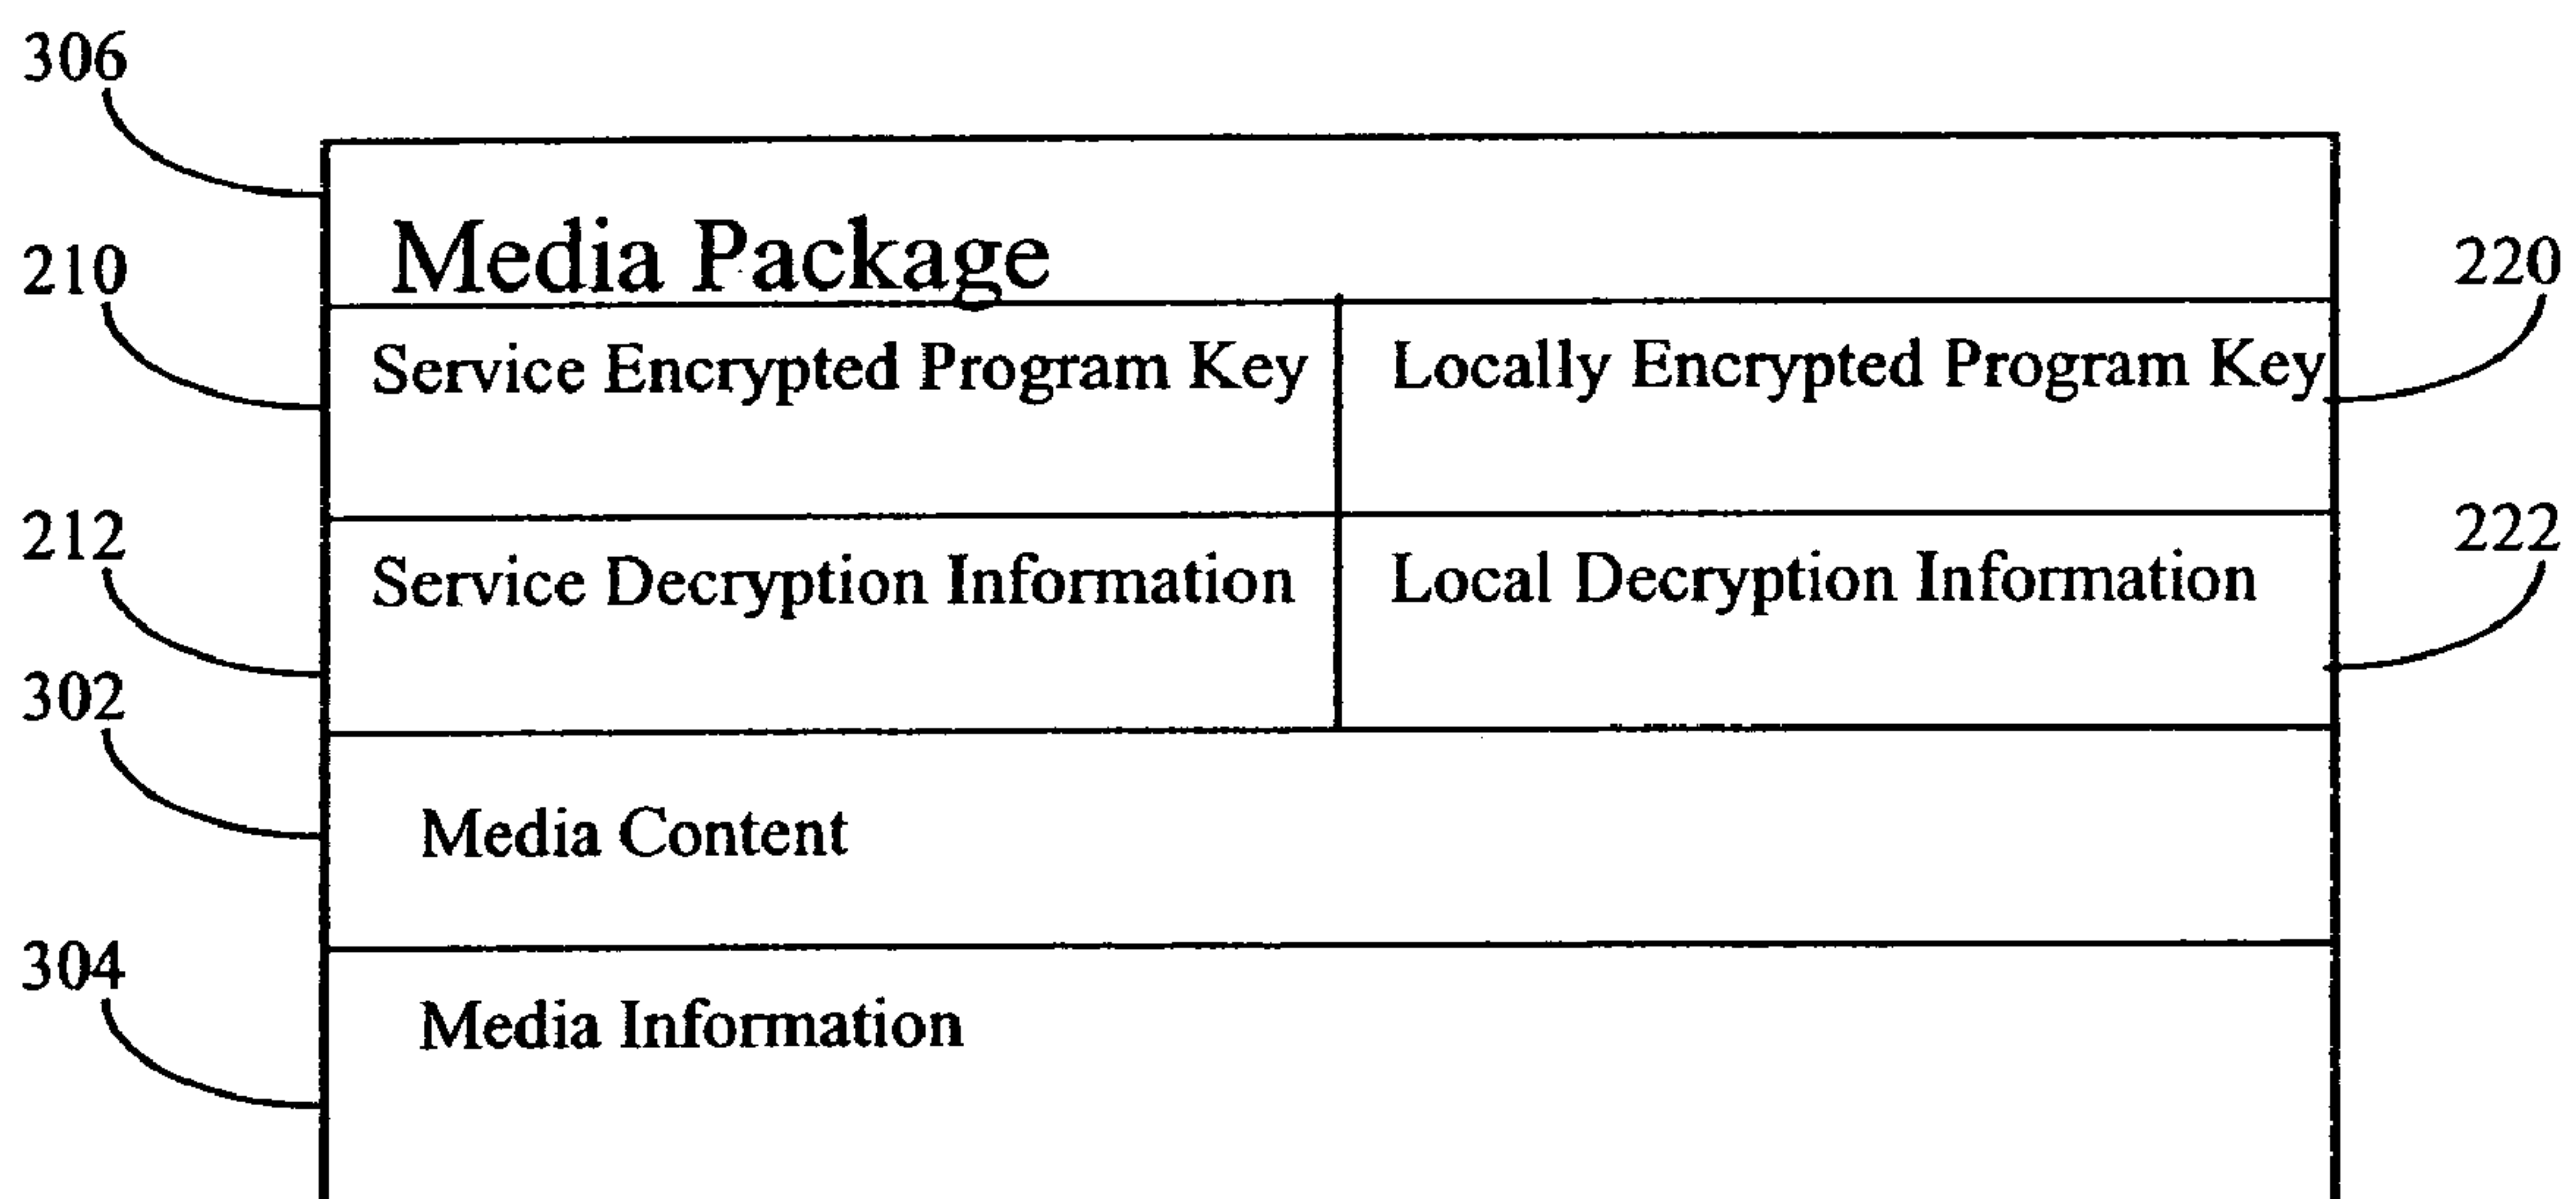 306
Media Package
210
220
Service Encrypted Program Key
Locally Encrypted Program Key
212
222
Service Decryption Information
Local Decryption Information
302
Media Content
304
Media Information